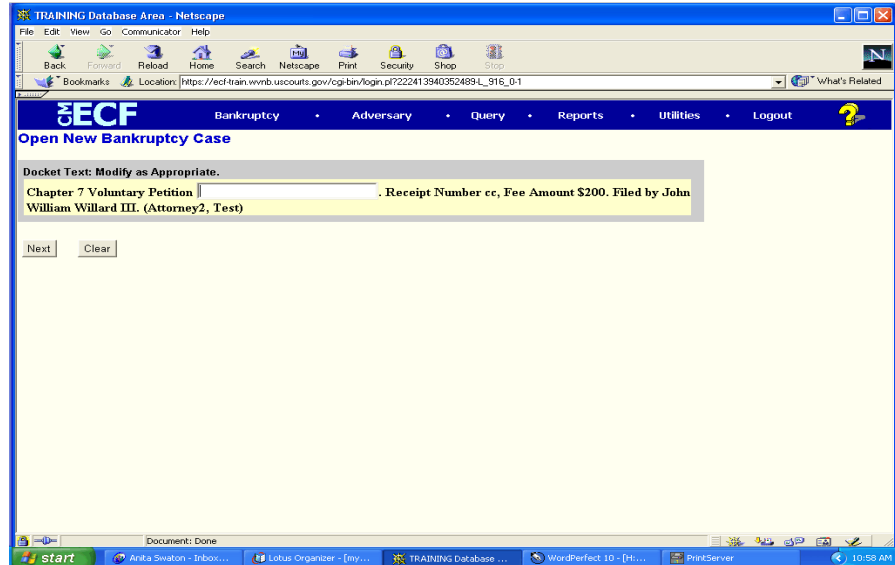 TRAINING Database Area - Netscape
File Edit View Go Communicator Help
My
Back Forward Reload Home Search Netscape Print Security Shop Stop
N
Bookmarks Location: https://ecf-train.wvnb.uscourts.gov/cgi-bin/login.pl?222413940352489-L_916_0-1 What's Related
CM ECF Bankruptcy • Adversary • Query • Reports • Utilities • Logout ?
Open New Bankruptcy Case
Docket Text: Modify as Appropriate.
Chapter 7 Voluntary Petition . Receipt Number cc, Fee Amount $200. Filed by John
William Willard III. (Attorney2, Test)
Next Clear
Document: Done
start Anita Swaton - Inbox... Lotus Organizer - [my... TRAINING Database ... WordPerfect 10 - [H:... PrintServer 10:58 AM